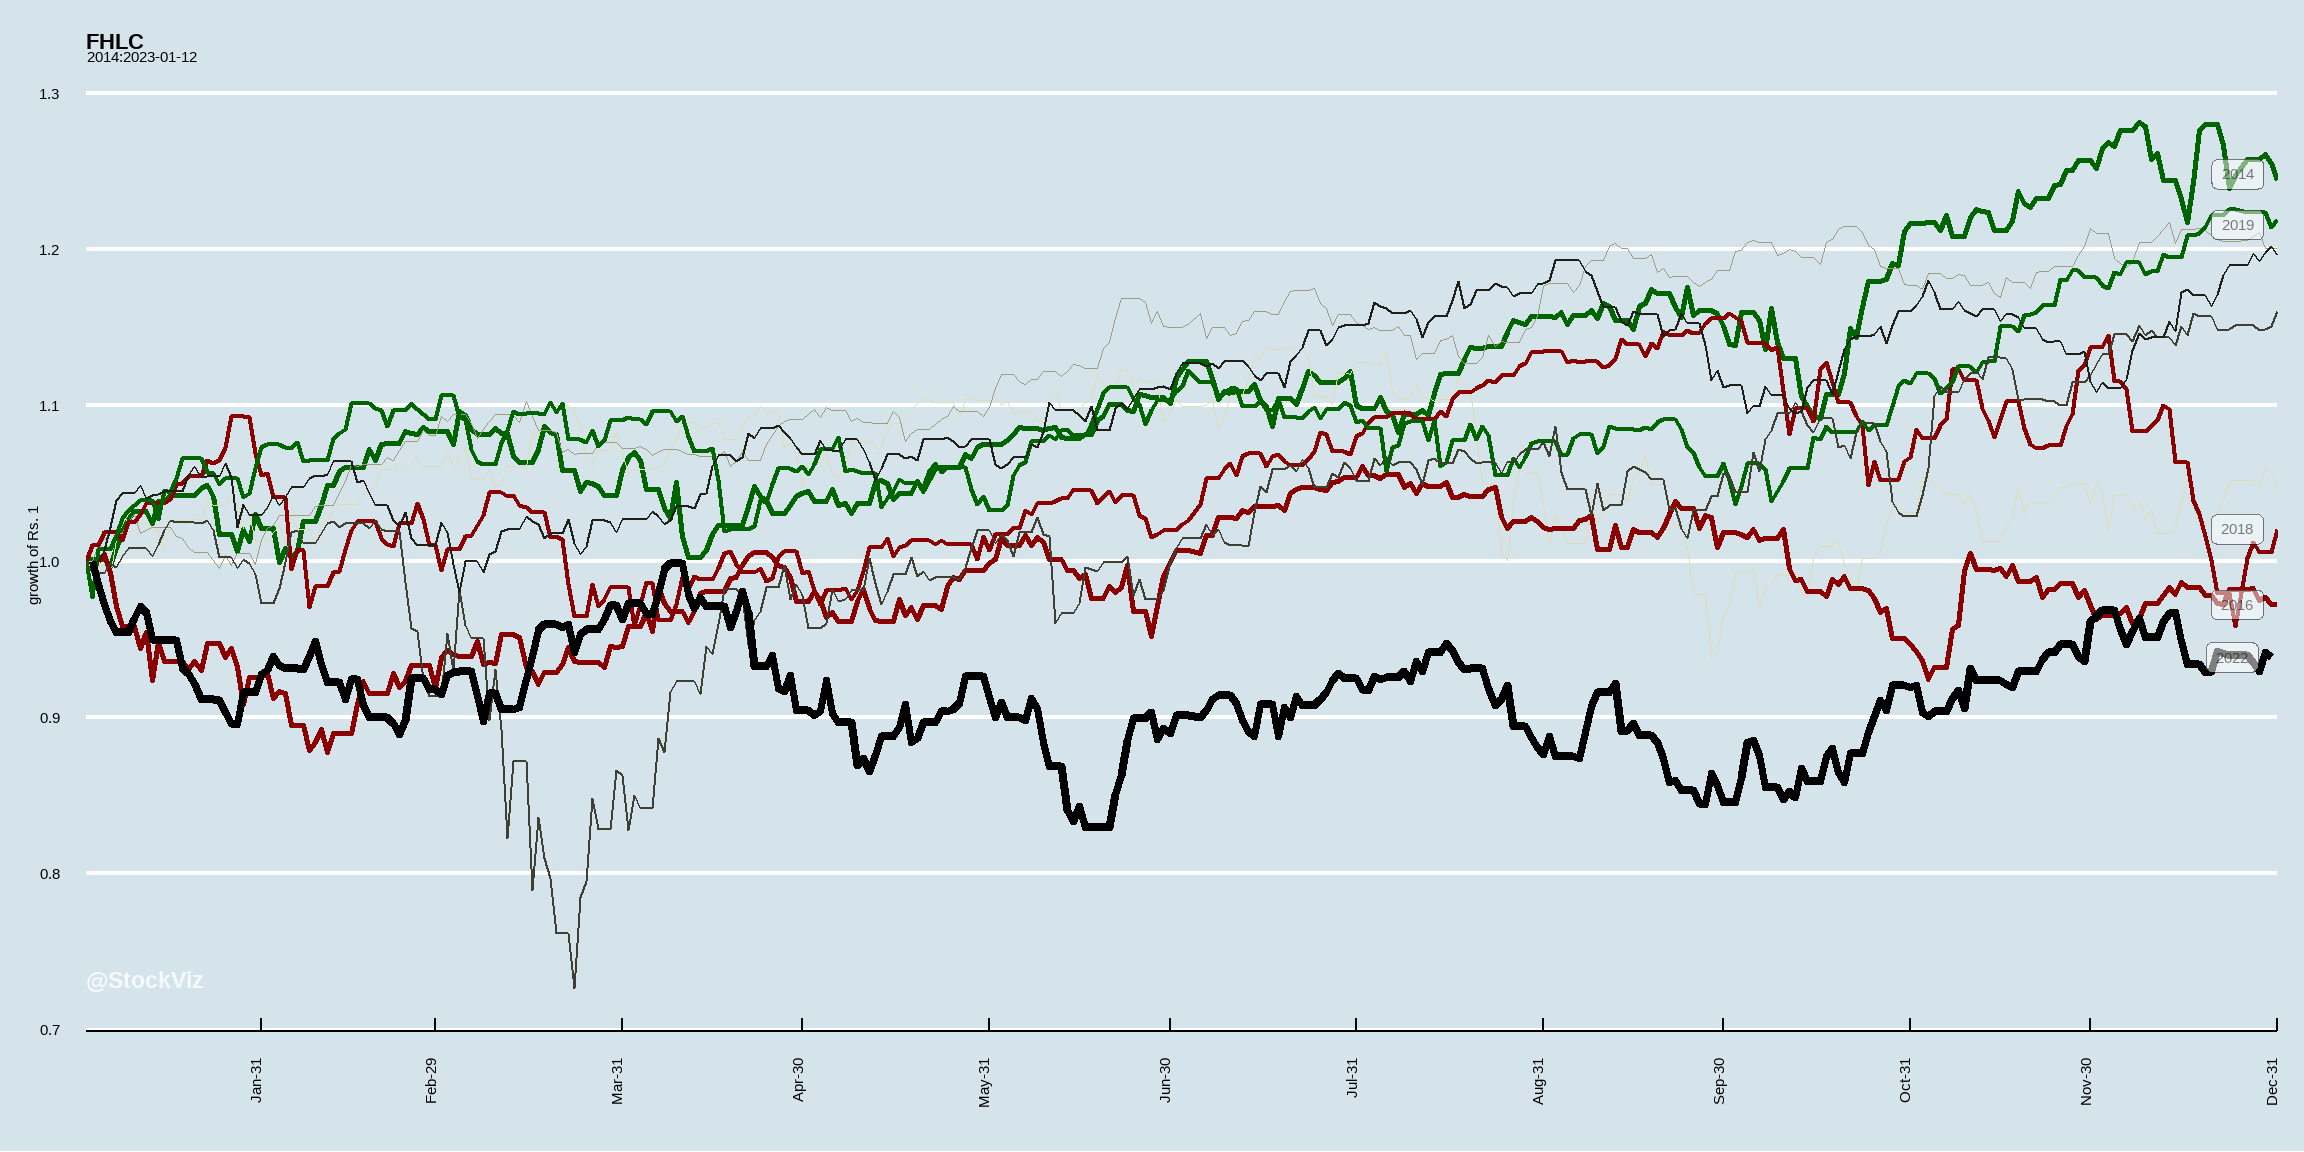 FHLC
2014:2023-01-12
growth of Rs. 1
1.3
1.2
1.1
1.0
0.9
0.8
0.7
2014
2019
2018
2016
2022
@StockViz
Jan-31
Feb-29
Mar-31
Apr-30
May-31
Jun-30
Jul-31
Aug-31
Sep-30
Oct-31
Nov-30
Dec-31